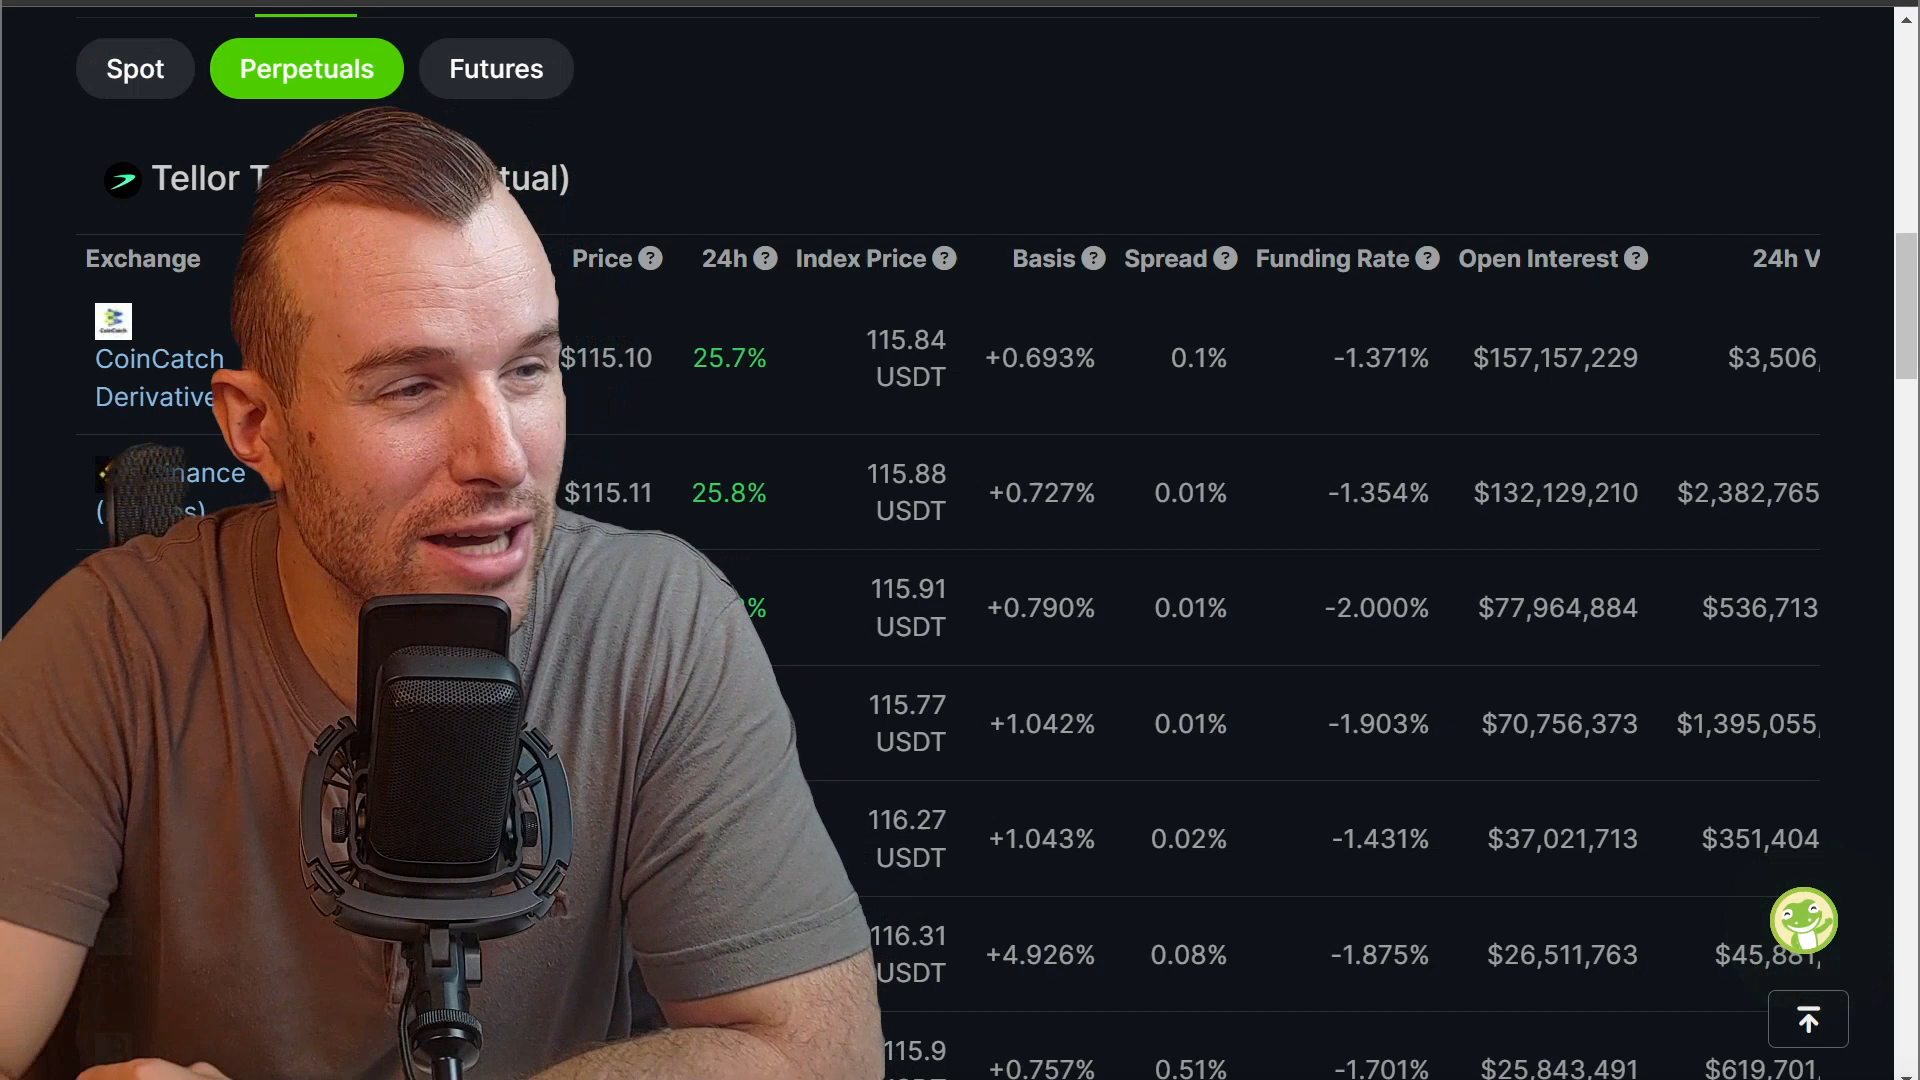 Spot Perpetuals Futures
Tellor tual)
Exchange Price ? 24h ? Index Price ? Basis ? Spread ? Funding Rate ? Open Interest ? 24h V
CoinCatch
CoinCatch $115.10 25.7% 115.84 +0.693% 0.1% -1.371% $157,157,229 $3,506,
USDT
115.88
$115.11 25.8% +0.727% 0.01% -1.354% $132,129,210 $2,382,765
USDT
115.91
+0.790% 0.01% -2.000% $77,964,884 $536,713
USDT
115.77
+1.042% 0.01% -1.903% $70,756,373 $1,395,055,
USDT
116.27
+1.043% 0.02% -1.431% $37,021,713 $351,404
USDT
116.31
+4.926% 0.08% -1.875% $26,511,763 $45,881,
USDT
115.9
+0.757% 0.51% -1.701% $25,843,491 $619,701,